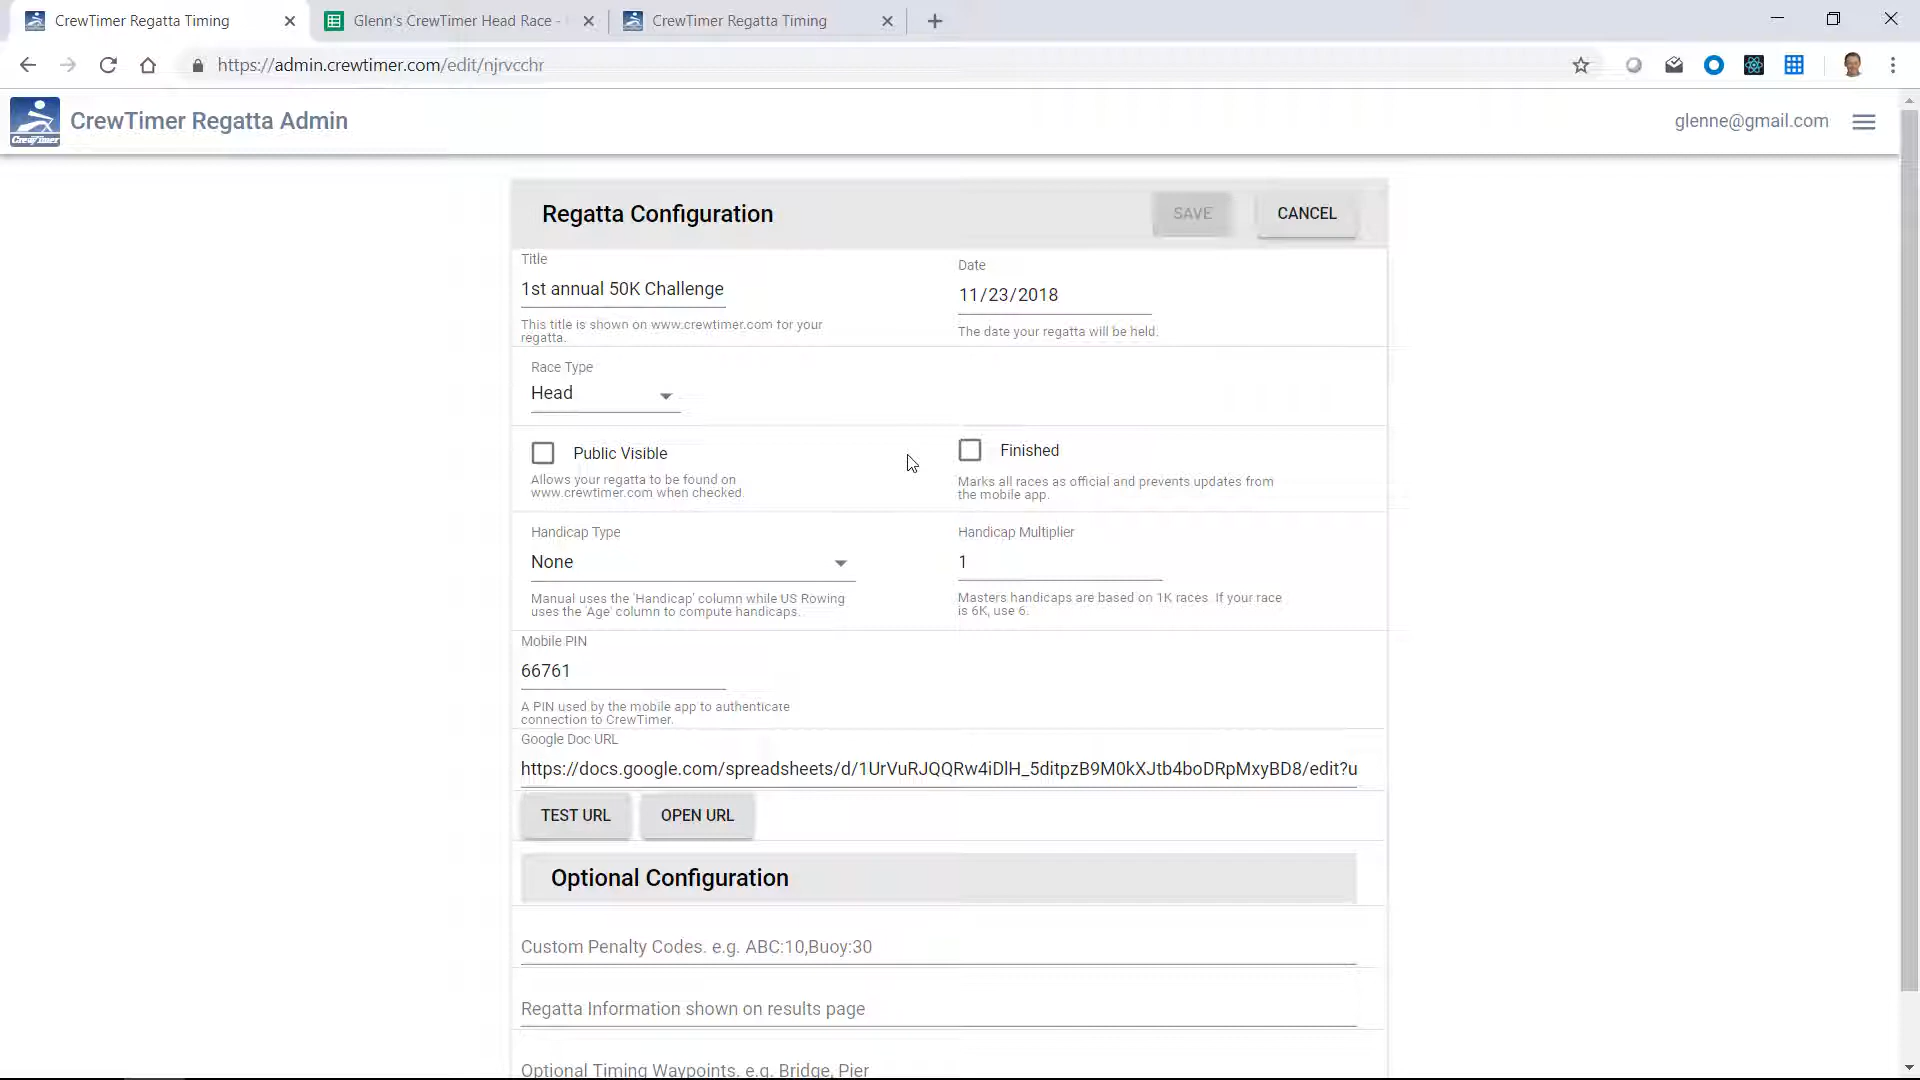 CrewTimer Regatta Timing
Glenn's CrewTimer Head Race -
CrewTimer Regatta Timing
https://admin.crewtimer.com/edit/njrvcchr
CrewTimer
CrewTimer Regatta Admin
glenne@gmail.com
Regatta Configuration
SAVE
CANCEL
Title
1st annual 50K Challenge
This title is shown on www.crewtimer.com for your
regatta.
Date
11/23/2018
The date your regatta will be held.
Race Type
Head
Public Visible
Allows your regatta to be found on
www.crewtimer.com when checked.
Finished
Marks all races as official and prevents updates from
the mobile app.
Handicap Type
None
Manual uses the 'Handicap' column while US Rowing
uses the 'Age' column to compute handicaps.
Handicap Multiplier
1
Masters handicaps are based on 1K races. If your race
is 6K, use 6.
Mobile PIN
66761
A PIN used by the mobile app to authenticate
connection to CrewTimer.
Google Doc URL
https://docs.google.com/spreadsheets/d/1UrVuRJQQRw4iDlH_5ditpzB9M0kXJtb4boDRpMxyBD8/edit?u
TEST URL
OPEN URL
Optional Configuration
Custom Penalty Codes. e.g. ABC:10,Buoy:30
Regatta Information shown on results page
Optional Timing Waypoints. e.g. Bridge, Pier